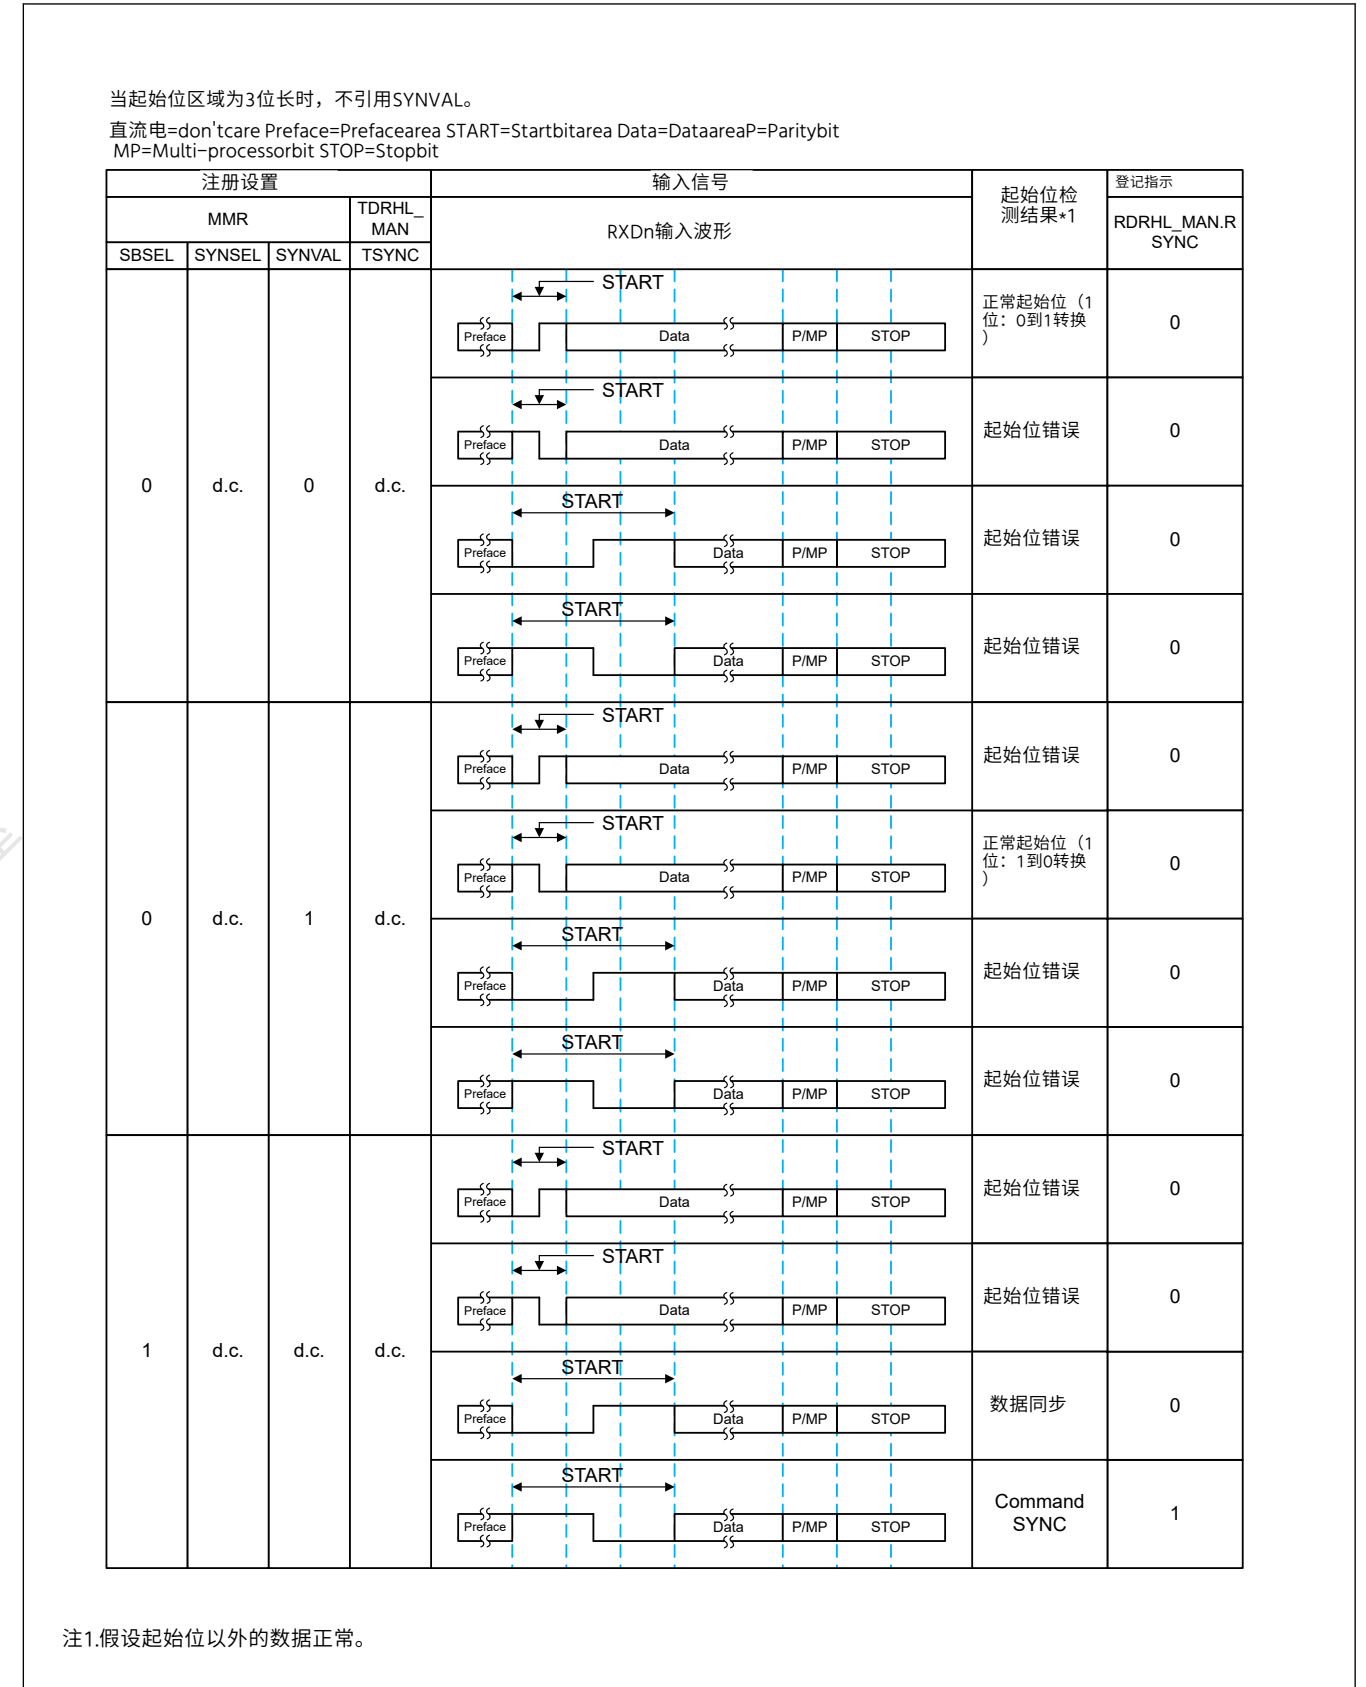 当起始位区域为3位长时，不引用SYNVAL。
直流电=don'tcare Preface=Prefacearea START=Startbitarea Data=DataareaP=Paritybit
MP=Multi-processorbit STOP=Stopbit
注册设置 输入信号 起始位检测结果*1 登记指示
MMR TDRHL_MAN RXDn输入波形 RDRHL_MAN.RSYNC
SBSEL SYNSEL SYNVAL TSYNC
0 d.c. 0 d.c.
START
Preface Data P/MP STOP
正常起始位（1
位：0到1转换
）
0
START
Preface Data P/MP STOP
起始位错误 0
START
Preface Data P/MP STOP
起始位错误 0
START
Preface Data P/MP STOP
起始位错误 0
0 d.c. 1 d.c.
START
Preface Data P/MP STOP
起始位错误 0
START
Preface Data P/MP STOP
正常起始位（1
位：1到0转换
）
0
START
Preface Data P/MP STOP
起始位错误 0
START
Preface Data P/MP STOP
起始位错误 0
1 d.c. d.c. d.c.
START
Preface Data P/MP STOP
起始位错误 0
START
Preface Data P/MP STOP
起始位错误 0
START
Preface Data P/MP STOP
数据同步 0
START
Preface Data P/MP STOP
Command
SYNC
1
注1.假设起始位以外的数据正常。